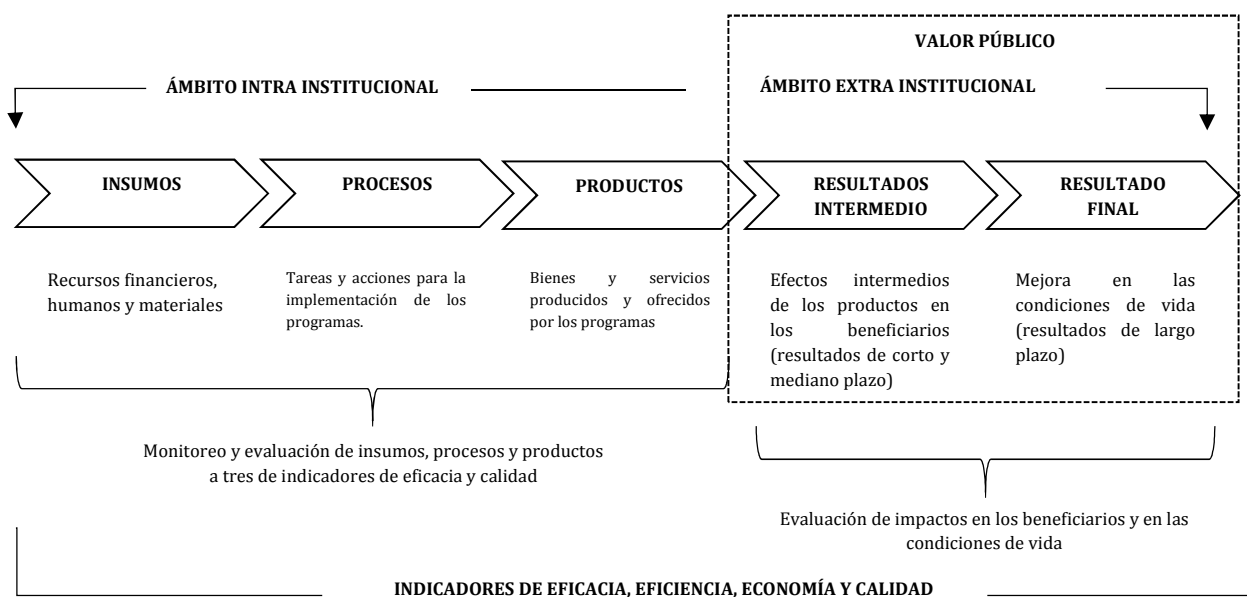 VALOR PÚBLICO
ÁMBITO INTRA INSTITUCIONAL
ÁMBITO EXTRA INSTITUCIONAL
INSUMOS
PROCESOS
PRODUCTOS
RESULTADOS
INTERMEDIO
RESULTADO
FINAL
Recursos financieros,
humanos y materiales
Tareas y acciones para la
implementación de los
programas.
Bienes y servicios
producidos y ofrecidos
por los programas
Efectos intermedios
de los productos en
los beneficiarios
(resultados de corto y
mediano plazo)
Mejora en las
condiciones de vida
(resultados de largo
plazo)
Monitoreo y evaluación de insumos, procesos y productos
a tres de indicadores de eficacia y calidad
Evaluación de impactos en los beneficiarios y en las
condiciones de vida
INDICADORES DE EFICACIA, EFICIENCIA, ECONOMÍA Y CALIDAD